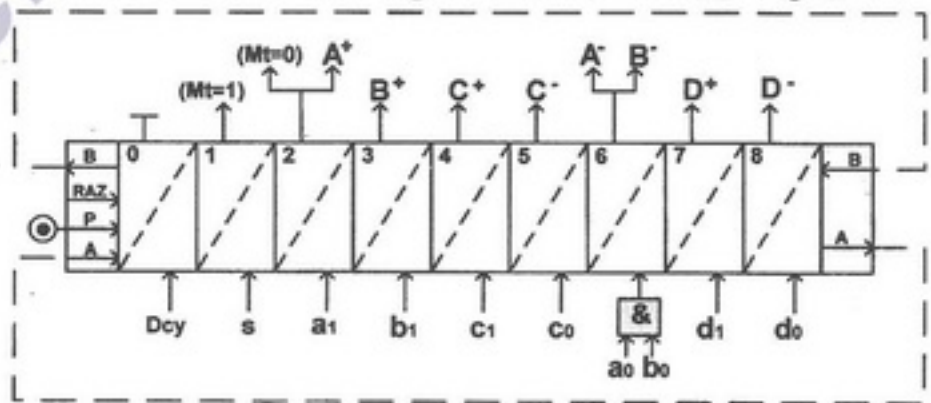 (Mt=0) A⁺ A⁻ B⁻
(Mt=1) B⁺ C⁺ C⁻ D⁺ D⁻
0 1 2 3 4 5 6 7 8
B B
RAZ
P
A A
Dcy s a₁ b₁ c₁ c₀ & d₁ d₀
a₀ b₀